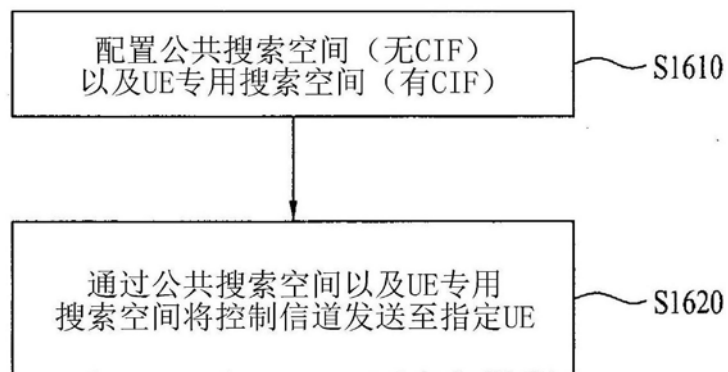 配置公共搜索空间（无CIF）
以及UE专用搜索空间（有CIF）
S1610
通过公共搜索空间以及UE专用
搜索空间将控制信道发送至指定UE
S1620